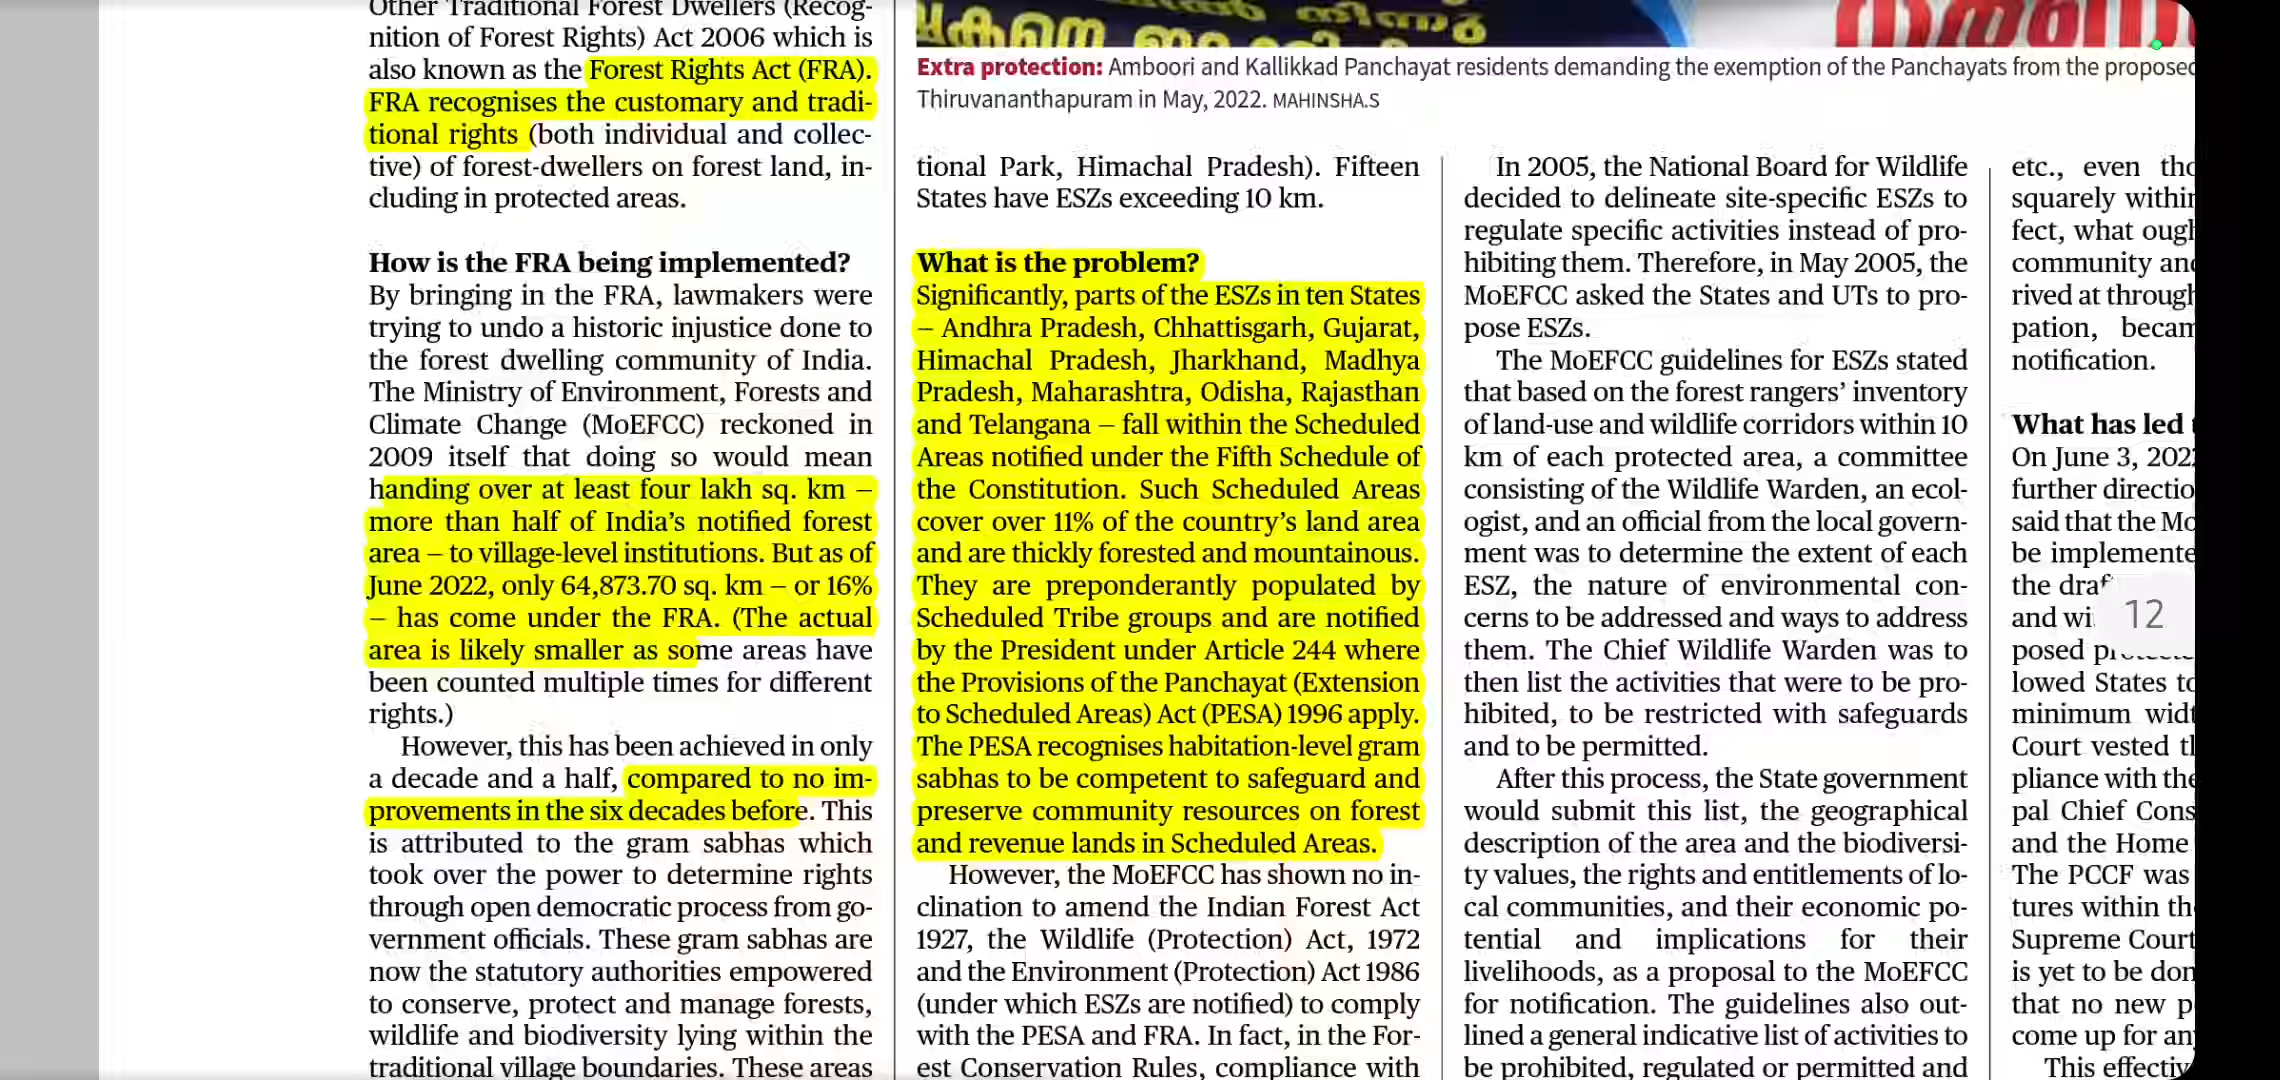 Other Traditional Forest Dwellers (Recog-
nition of Forest Rights) Act 2006 which is
also known as the Forest Rights Act (FRA).
FRA recognises the customary and tradi-
tional rights (both individual and collec-
tive) of forest-dwellers on forest land, in-
cluding in protected areas.
How is the FRA being implemented?
By bringing in the FRA, lawmakers were
trying to undo a historic injustice done to
the forest dwelling community of India.
The Ministry of Environment, Forests and
Climate Change (MoEFCC) reckoned in
2009 itself that doing so would mean
handing over at least four lakh sq. km –
more than half of India’s notified forest
area – to village-level institutions. But as of
June 2022, only 64,873.70 sq. km – or 16%
– has come under the FRA. (The actual
area is likely smaller as some areas have
been counted multiple times for different
rights.)
However, this has been achieved in only
a decade and a half, compared to no im-
provements in the six decades before. This
is attributed to the gram sabhas which
took over the power to determine rights
through open democratic process from go-
vernment officials. These gram sabhas are
now the statutory authorities empowered
to conserve, protect and manage forests,
wildlife and biodiversity lying within the
traditional village boundaries. These areas
Extra protection: Amboori and Kallikkad Panchayat residents demanding the exemption of the Panchayats from the proposed
Thiruvananthapuram in May, 2022. MAHINSHA.S
tional Park, Himachal Pradesh). Fifteen
States have ESZs exceeding 10 km.
What is the problem?
Significantly, parts of the ESZs in ten States
– Andhra Pradesh, Chhattisgarh, Gujarat,
Himachal Pradesh, Jharkhand, Madhya
Pradesh, Maharashtra, Odisha, Rajasthan
and Telangana – fall within the Scheduled
Areas notified under the Fifth Schedule of
the Constitution. Such Scheduled Areas
cover over 11% of the country’s land area
and are thickly forested and mountainous.
They are preponderantly populated by
Scheduled Tribe groups and are notified
by the President under Article 244 where
the Provisions of the Panchayat (Extension
to Scheduled Areas) Act (PESA) 1996 apply.
The PESA recognises habitation-level gram
sabhas to be competent to safeguard and
preserve community resources on forest
and revenue lands in Scheduled Areas.
However, the MoEFCC has shown no in-
clination to amend the Indian Forest Act
1927, the Wildlife (Protection) Act, 1972
and the Environment (Protection) Act 1986
(under which ESZs are notified) to comply
with the PESA and FRA. In fact, in the For-
est Conservation Rules, compliance with
In 2005, the National Board for Wildlife
decided to delineate site-specific ESZs to
regulate specific activities instead of pro-
hibiting them. Therefore, in May 2005, the
MoEFCC asked the States and UTs to pro-
pose ESZs.
The MoEFCC guidelines for ESZs stated
that based on the forest rangers’ inventory
of land-use and wildlife corridors within 10
km of each protected area, a committee
consisting of the Wildlife Warden, an ecol-
ogist, and an official from the local govern-
ment was to determine the extent of each
ESZ, the nature of environmental con-
cerns to be addressed and ways to address
them. The Chief Wildlife Warden was to
then list the activities that were to be pro-
hibited, to be restricted with safeguards
and to be permitted.
After this process, the State government
would submit this list, the geographical
description of the area and the biodiversi-
ty values, the rights and entitlements of lo-
cal communities, and their economic po-
tential and implications for their
livelihoods, as a proposal to the MoEFCC
for notification. The guidelines also out-
lined a general indicative list of activities to
be prohibited, regulated or permitted and
etc., even
squarely
fect, what
community
rived at
pation,
notification.
What has led
On June 3,
further
said that the
be
the
and
posed
lowed States
minimum
Court vested
pliance with
pal Chief
and the Home
The PCCF was
tures within
Supreme Court
is yet to be
that no new
come up for
This
12